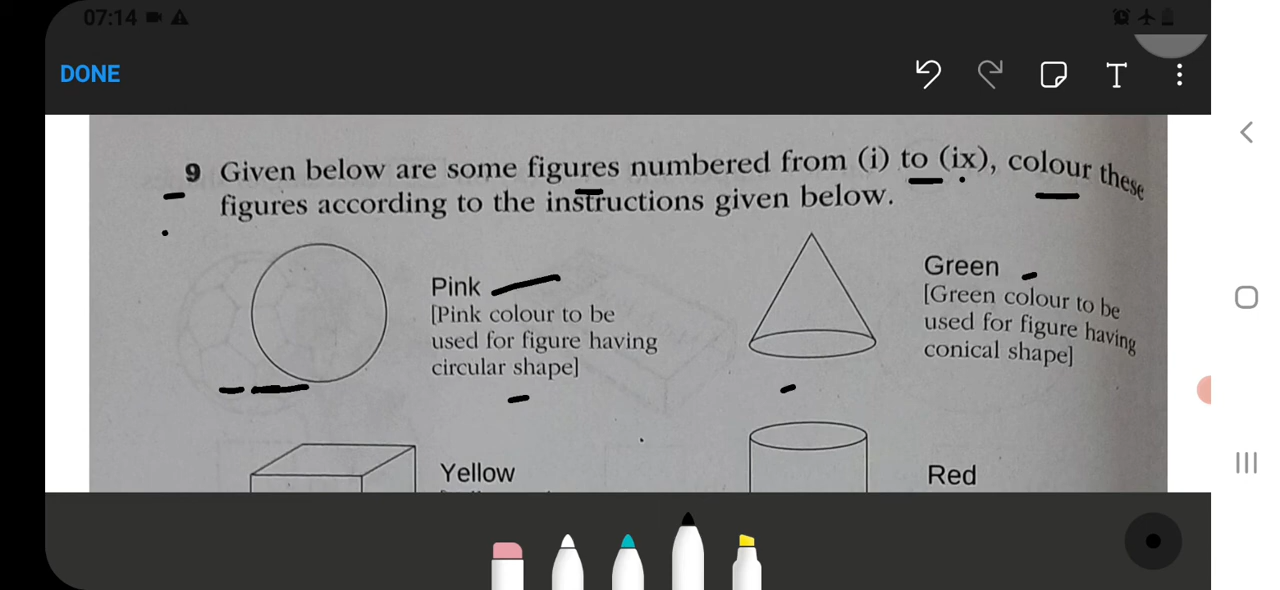 07:14
DONE
T
9 Given below are some figures numbered from (i) to (ix), colour these
figures according to the instructions given below.
Pink
[Pink colour to be
used for figure having
circular shape]
Green
[Green colour to be
used for figure having
conical shape]
Yellow
Red